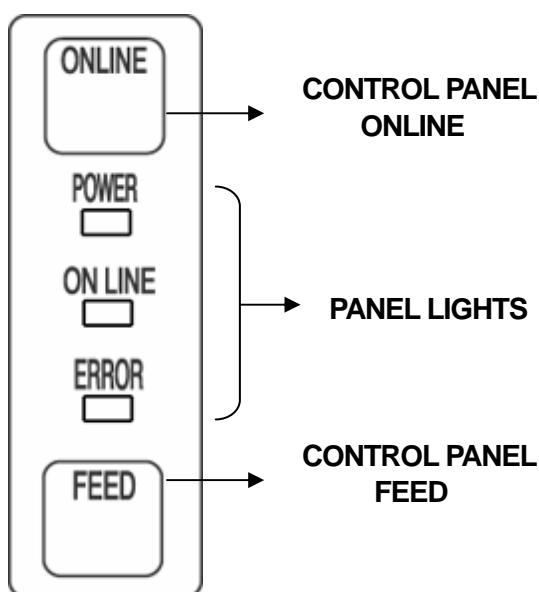 ONLINE
POWER
ON LINE
ERROR
FEED
CONTROL PANEL
ONLINE
PANEL LIGHTS
CONTROL PANEL
FEED